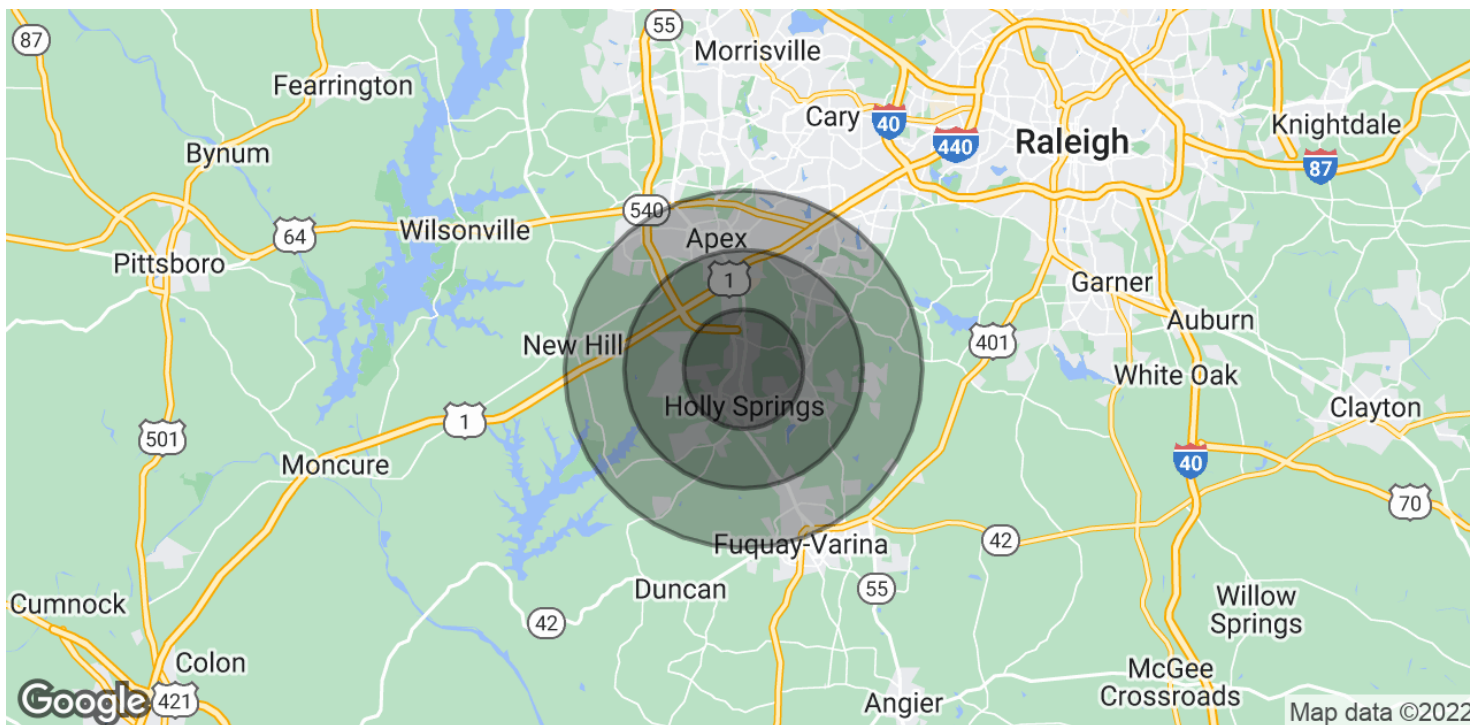 87
55
Morrisville
Fearrington
Cary
40
440
Raleigh
Knightdale
87
Bynum
540
64
Wilsonville
Apex
Pittsboro
1
Garner
Auburn
New Hill
401
White Oak
Holly Springs
Clayton
1
501
Moncure
40
70
42
Fuquay-Varina
Duncan
55
Willow
Springs
Cumnock
42
Colon
McGee
Crossroads
Google
421
Angier
Map data ©2022